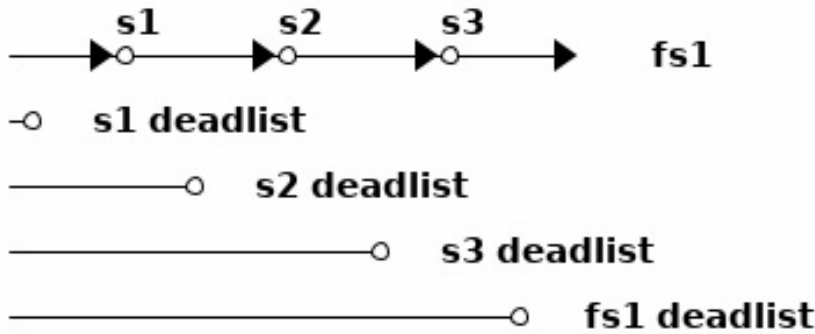 s1 s2 s3
fs1
s1 deadlist
s2 deadlist
s3 deadlist
fs1 deadlist